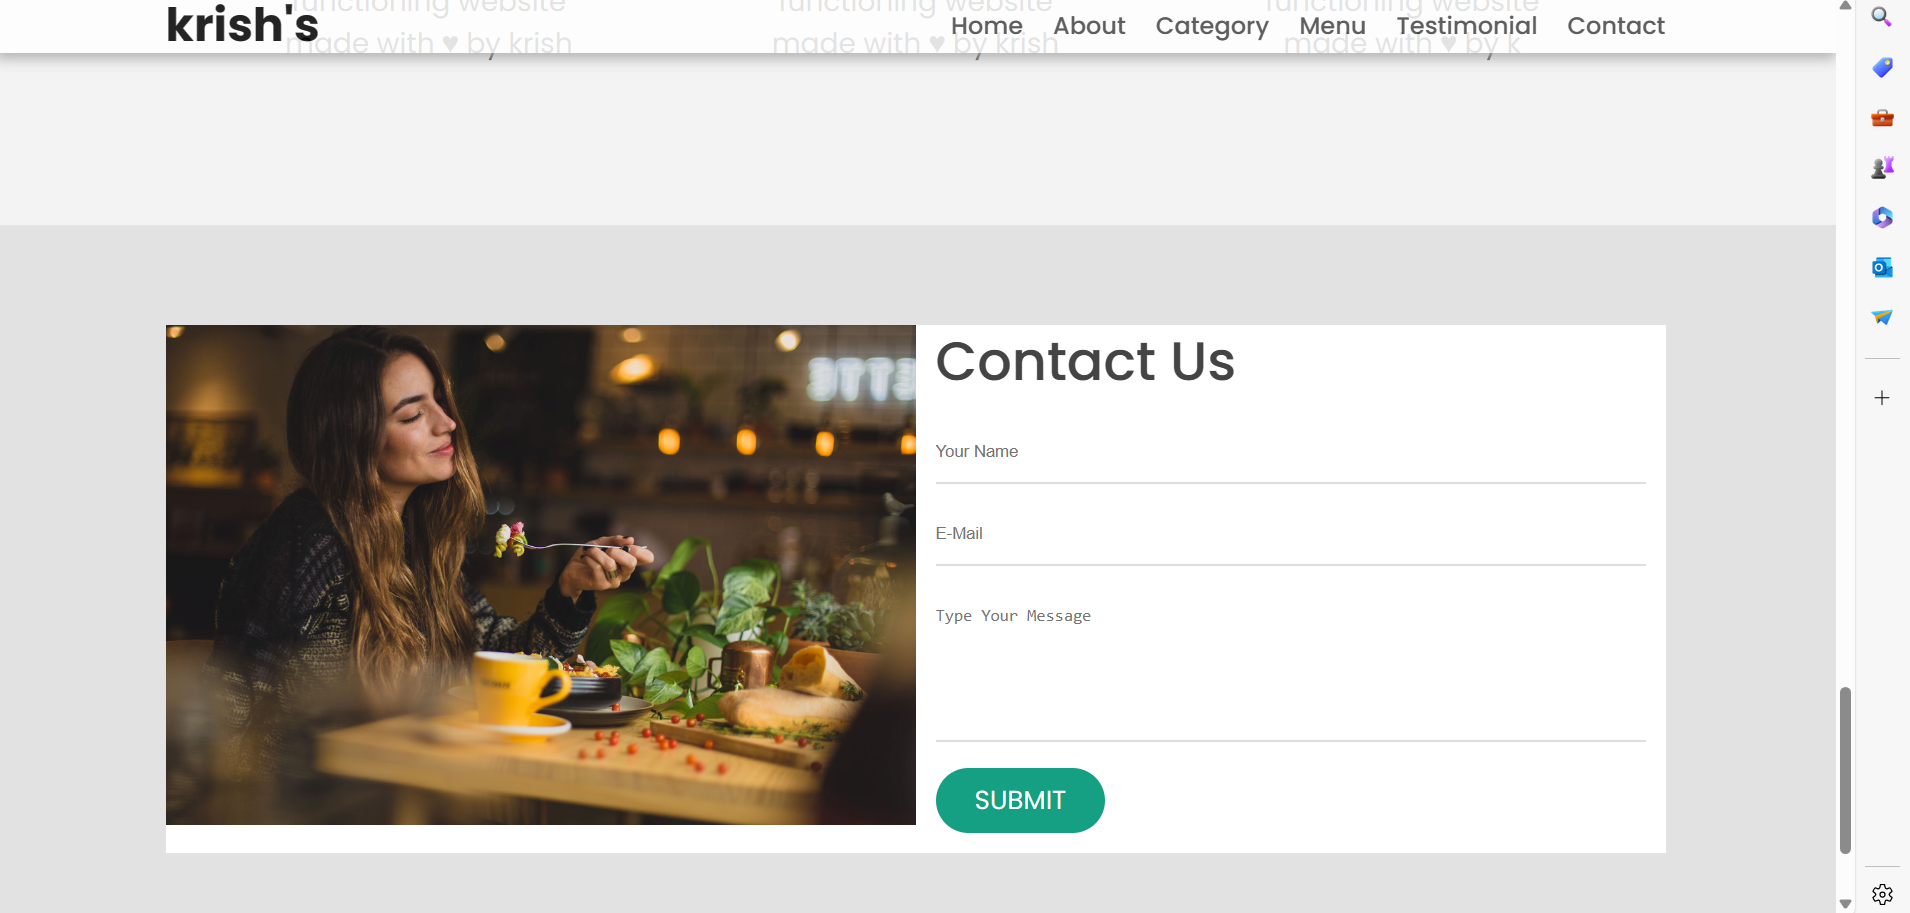 functioning website functioning website functioning website
krish's Home About Category Menu Testimonial Contact
made with ♥ by krish made with ♥ by krish made with ♥ by k
ETTE
Contact Us
Your Name
E-Mail
Type Your Message
SUBMIT